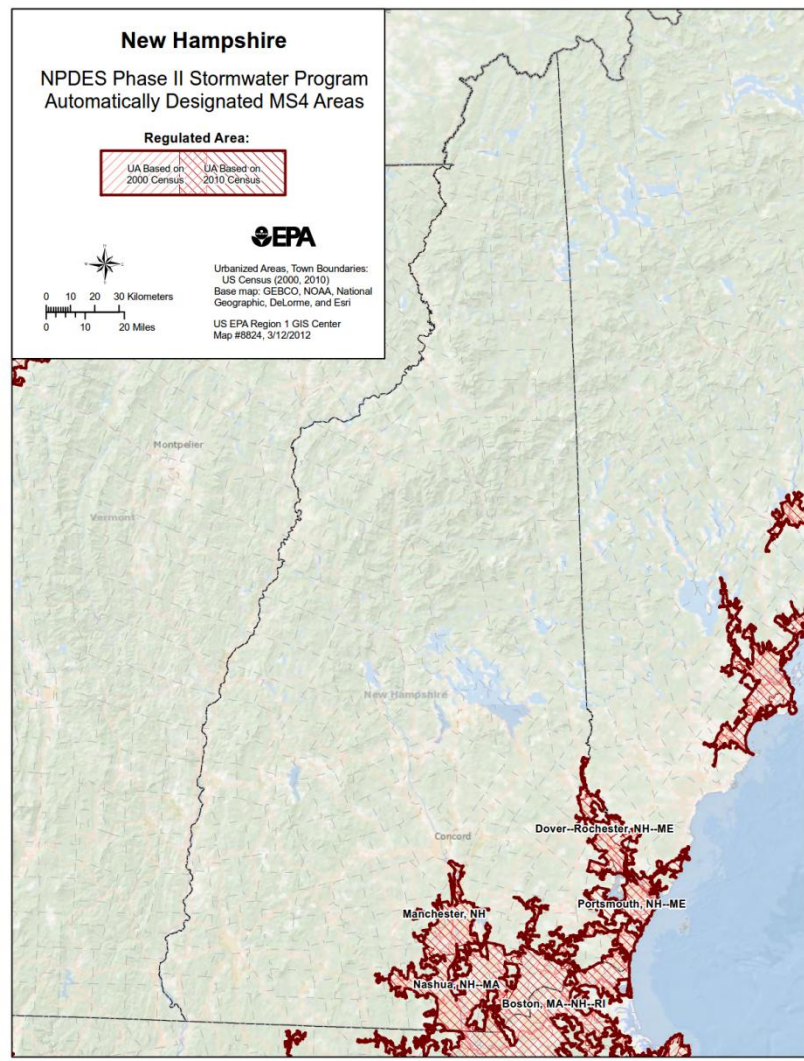 New Hampshire
NPDES Phase II Stormwater Program
Automatically Designated MS4 Areas
Regulated Area:
UA Based on
2000 Census
UA Based on
2010 Census
EPA
Urbanized Areas, Town Boundaries:
US Census (2000, 2010)
Base map: GEBCO, NOAA, National
Geographic, DeLorme, and Esri
US EPA Region 1 GIS Center
Map #8824, 3/12/2012
0 10 20 30 Kilometers
0 10 20 Miles
Montpelier
Vermont
New Hampshire
Dover--Rochester, NH--ME
Concord
Portsmouth, NH--ME
Manchester, NH
Nashua, NH--MA
Boston, MA--NH--RI